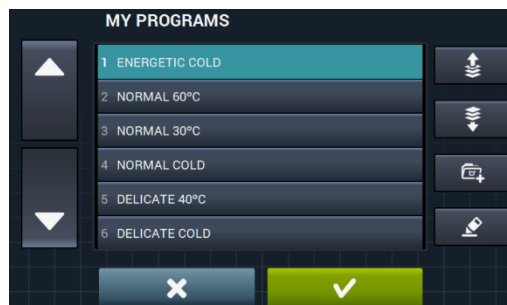 MY PROGRAMS
1 ENERGETIC COLD
2 NORMAL 60ºC
3 NORMAL 30ºC
4 NORMAL COLD
5 DELICATE 40ºC
6 DELICATE COLD